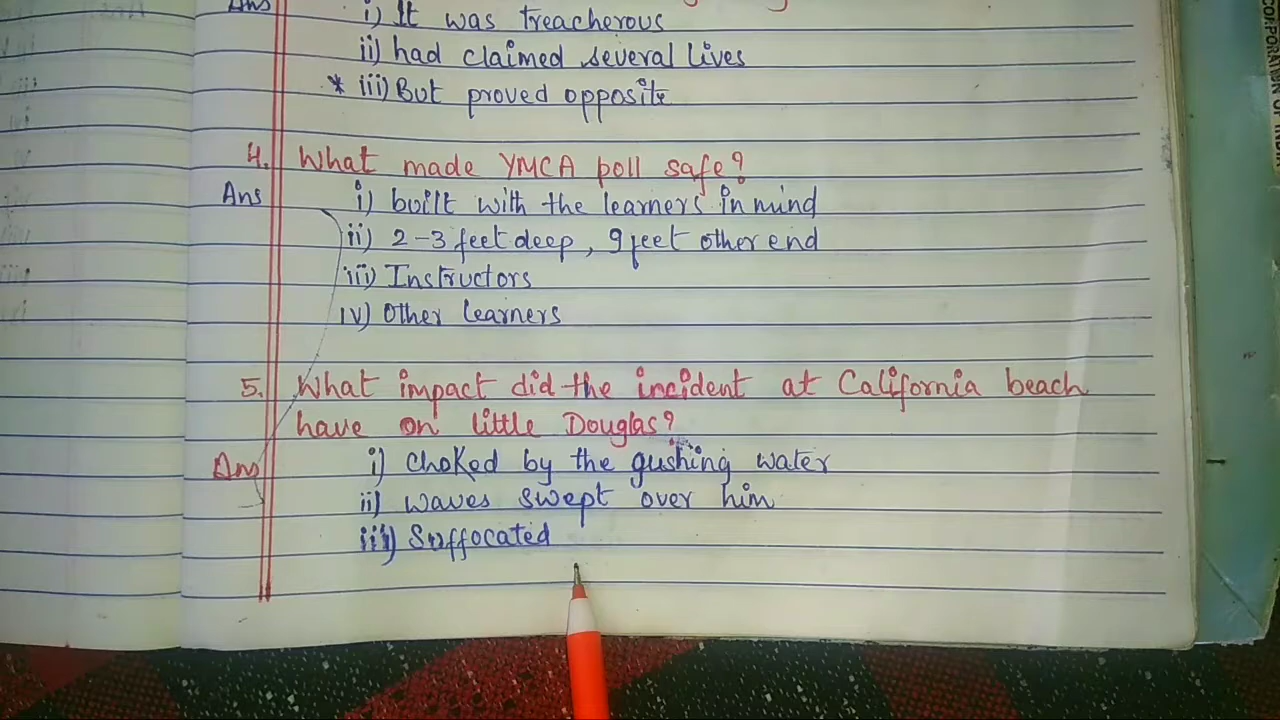 Ans
i) It was treacherous
ii) had claimed several lives
* iii) But proved opposite
4. What made YMCA poll safe?
Ans i) built with the learners in mind
ii) 2-3 feet deep, 9 feet other end
iii) Instructors
iv) Other learners
5. What impact did the incident at California beach
have on little Douglas?
Ans i) choked by the gushing water
ii) waves swept over him
iii) Suffocated